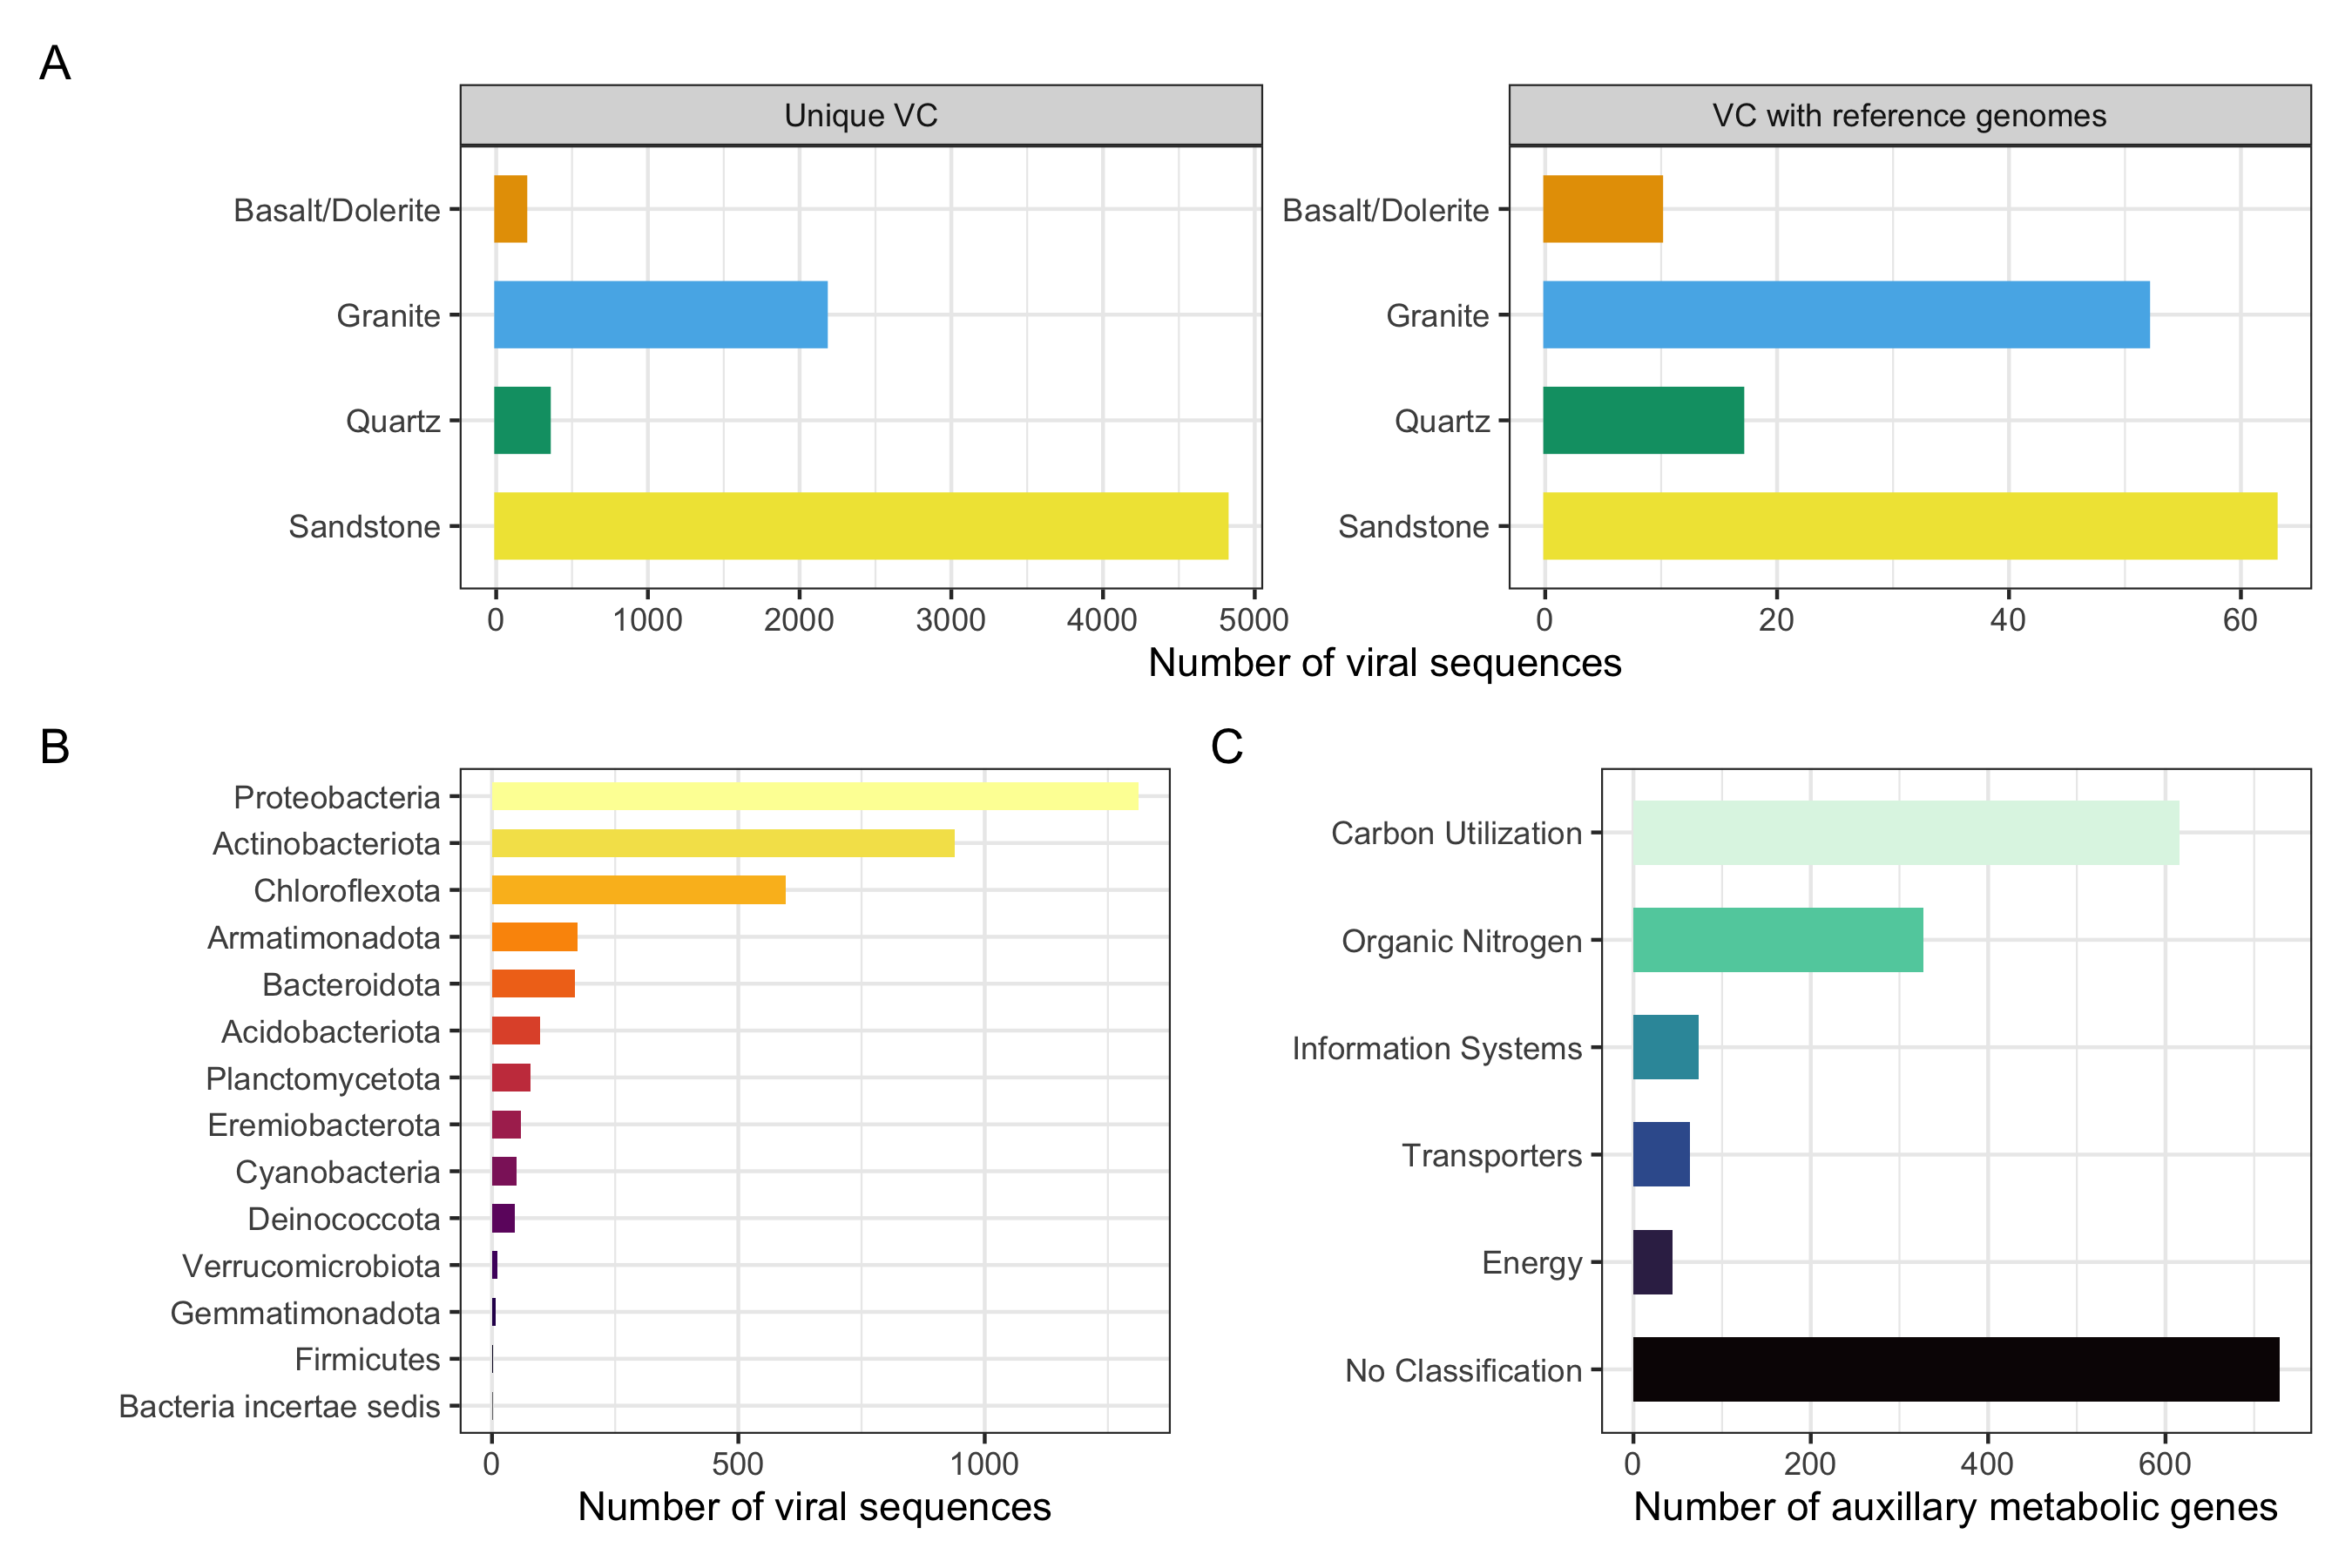 A
Unique VC
VC with reference genomes
Basalt/Dolerite
Granite
Quartz
Sandstone
0 1000 2000 3000 4000 5000
Basalt/Dolerite
Granite
Quartz
Sandstone
0 20 40 60
Number of viral sequences
B
Proteobacteria
Actinobacteriota
Chloroflexota
Armatimonadota
Bacteroidota
Acidobacteriota
Planctomycetota
Eremiobacterota
Cyanobacteria
Deinococcota
Verrucomicrobiota
Gemmatimonadota
Firmicutes
Bacteria incertae sedis
0 500 1000
Number of viral sequences
C
Carbon Utilization
Organic Nitrogen
Information Systems
Transporters
Energy
No Classification
0 200 400 600
Number of auxillary metabolic genes